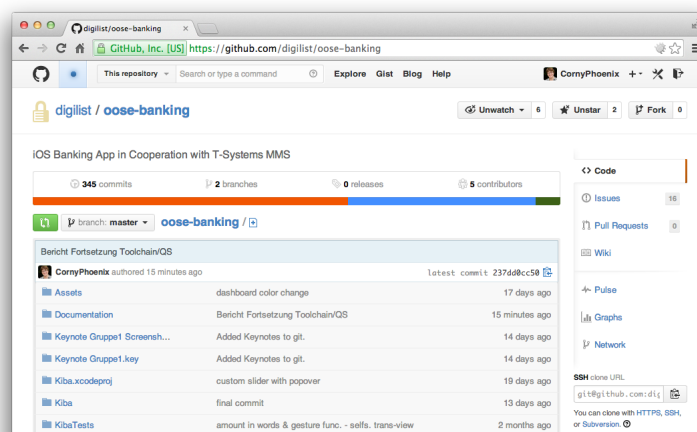 digilist/oose-banking
GitHub, Inc. [US] https://github.com/digilist/oose-banking
This repository Search or type a command Explore Gist Blog Help CornyPhoenix
digilist / oose-banking Unwatch 6 Unstar 2 Fork 0
iOS Banking App in Cooperation with T-Systems MMS
345 commits 2 branches 0 releases 5 contributors
branch: master oose-banking /
Bericht Fortsetzung Toolchain/QS
CornyPhoenix authored 15 minutes ago latest commit 237dd0cc50
Assets dashboard color change 17 days ago
Documentation Bericht Fortsetzung Toolchain/QS 15 minutes ago
Keynote Gruppe1 Screensh... Added Keynotes to git. 14 days ago
Keynote Gruppe1.key Added Keynotes to git. 14 days ago
Kiba.xcodeproj custom slider with popover 19 days ago
Kiba final commit 13 days ago
KibaTests amount in words & gesture func. - selfs. trans-view 2 months ago
Code
Issues 16
Pull Requests 0
Wiki
Pulse
Graphs
Network
SSH clone URL
git@github.com:dig
You can clone with HTTPS, SSH,
or Subversion.